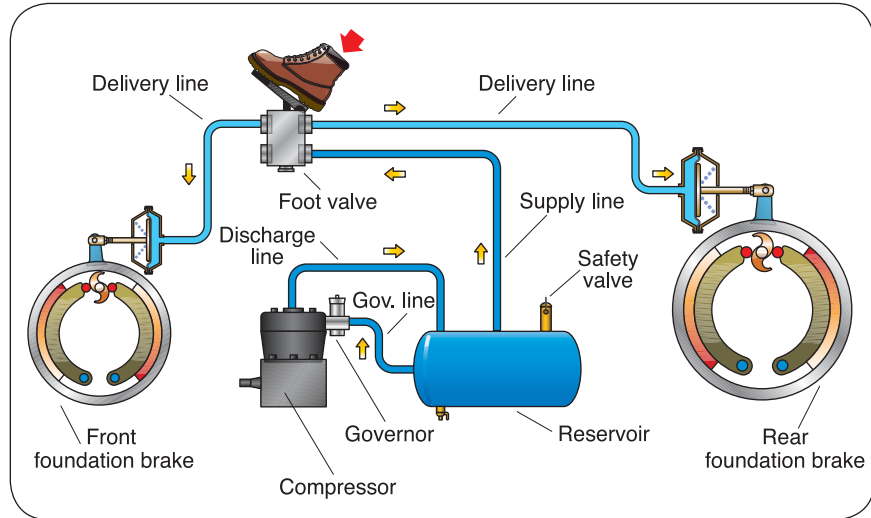 Delivery line
Delivery line
Foot valve
Supply line
Discharge
line
Safety
valve
Gov. line
Front
foundation brake
Governor
Reservoir
Rear
foundation brake
Compressor